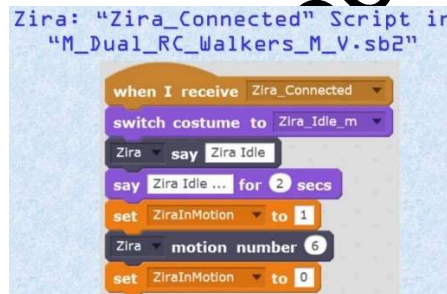 Zira: "Zira_Connected" Script in
"M_Dual_RC_Walkers_M_V.sb2"
when I receive Zira_Connected
switch costume to Zira_Idle_m
Zira say Zira Idle
say Zira Idle ... for 2 secs
set ZiraInMotion to 1
Zira motion number 6
set ZiraInMotion to 0